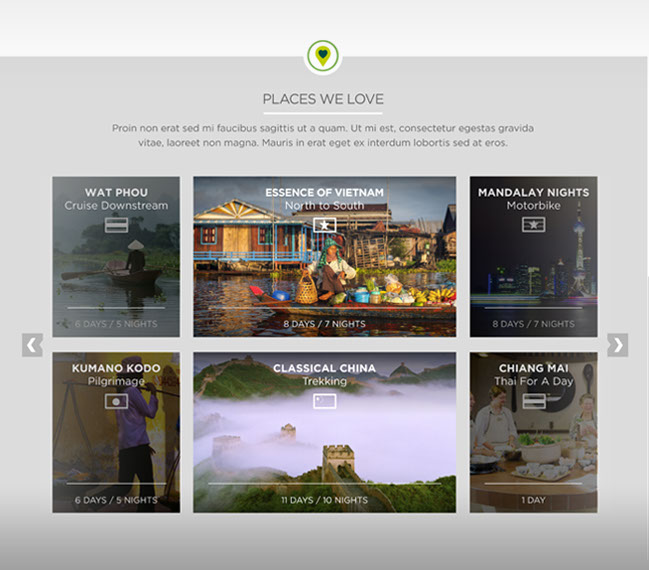 PLACES WE LOVE
Proin non erat sed mi faucibus sagittis ut a quam. Ut mi est, consectetur egestas gravida
vitae, laoreet non magna. Mauris in erat eget ex interdum lobortis sed at eros.
WAT PHOU
Cruise Downstream
6 DAYS / 5 NIGHTS
ESSENCE OF VIETNAM
North to South
8 DAYS / 7 NIGHTS
MANDALAY NIGHTS
Motorbike
8 DAYS / 7 NIGHTS
KUMANO KODO
Pilgrimage
6 DAYS / 5 NIGHTS
CLASSICAL CHINA
Trekking
11 DAYS / 10 NIGHTS
CHIANG MAI
Thai For A Day
1 DAY